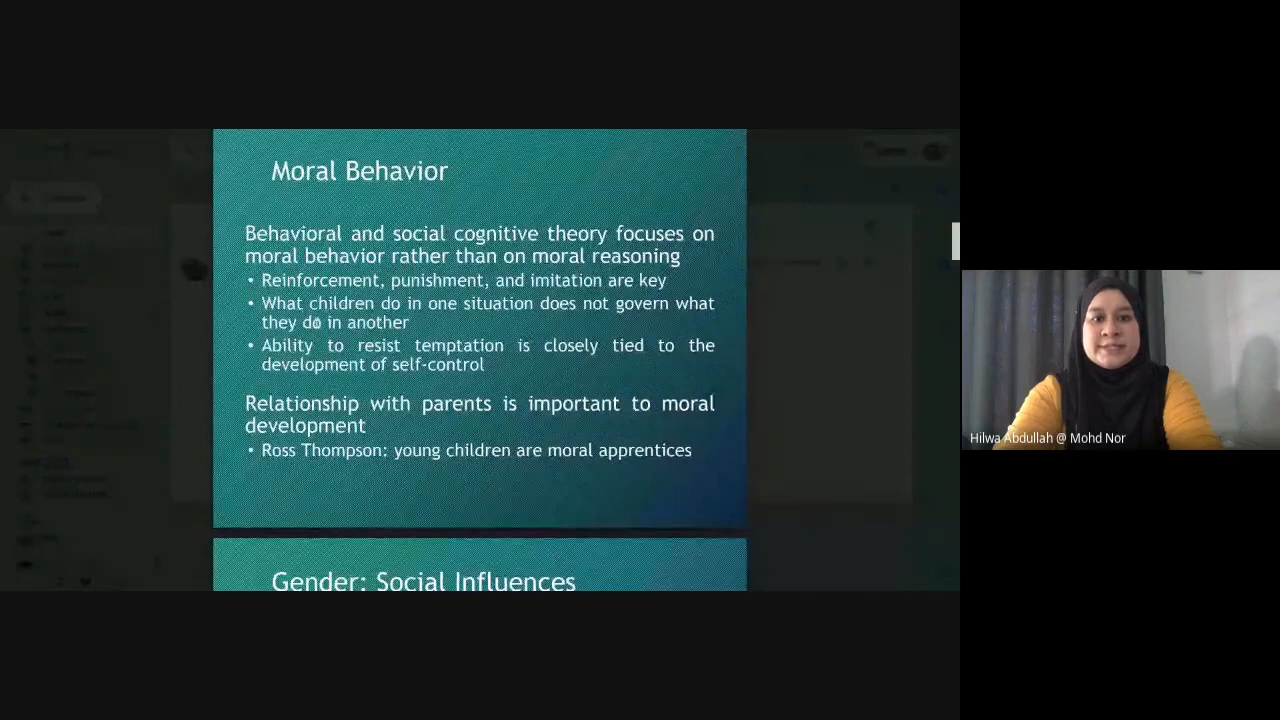 Moral Behavior
Behavioral and social cognitive theory focuses on
moral behavior rather than on moral reasoning
• Reinforcement, punishment, and imitation are key
• What children do in one situation does not govern what
they do in another
• Ability to resist temptation is closely tied to the
development of self-control
Relationship with parents is important to moral
development
• Ross Thompson: young children are moral apprentices
Gender: Social Influences
Hilwa Abdullah @ Mohd Nor